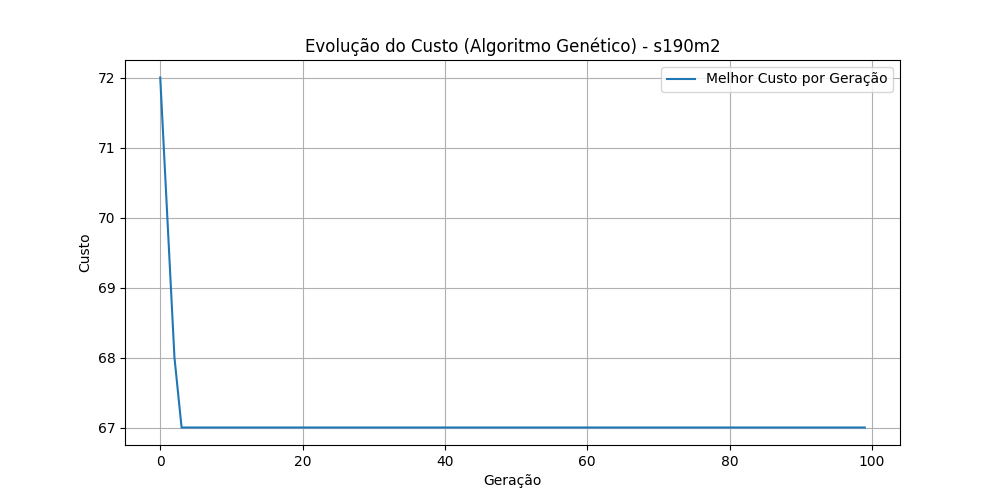 Evolução do Custo (Algoritmo Genético) - s190m2
Melhor Custo por Geração
72
71
70
69
68
67
Custo
0 20 40 60 80 100
Geração